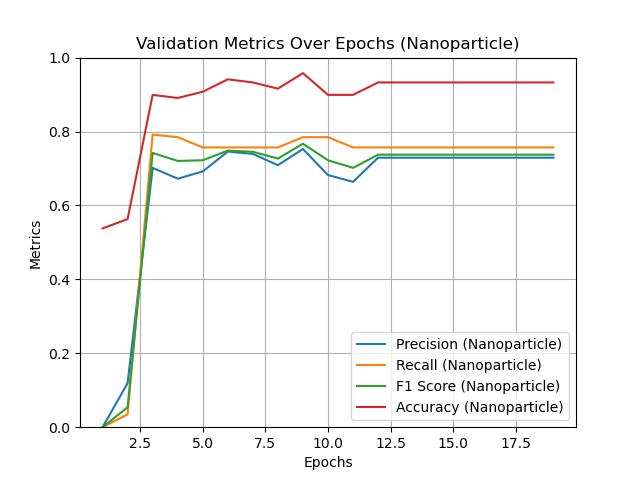 Validation Metrics Over Epochs (Nanoparticle)
1.0
0.8
0.6
0.4
0.2
0.0
Metrics
2.5 5.0 7.5 10.0 12.5 15.0 17.5
Epochs
Precision (Nanoparticle)
Recall (Nanoparticle)
F1 Score (Nanoparticle)
Accuracy (Nanoparticle)